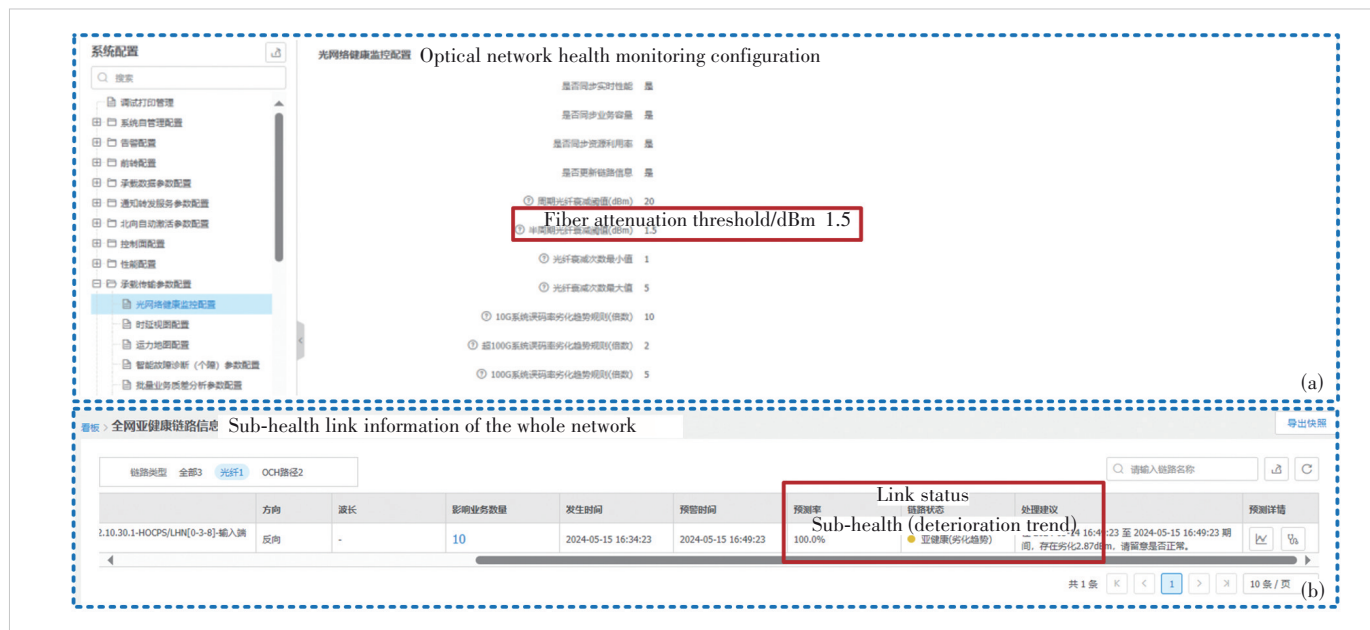 系统配置
搜索
调试打印管理
系统自管理配置
告警配置
前转配置
承载数据参数配置
通知转发服务参数配置
北向自动激活参数配置
控制面配置
性能配置
承载传输参数配置
光网络健康监控配置
时延视图配置
运力地图配置
智能故障诊断（个障）参数配置
批量业务质差分析参数配置
光网络健康监控配置 Optical network health monitoring configuration
是否同步实时性能 是
是否同步业务容量 是
是否同步资源利用率 是
是否更新链路信息 是
周期光纤衰减阈值(dBm) 20
Fiber attenuation threshold/dBm 1.5
半周期光纤衰减阈值(dBm) 1.5
光纤衰减次数最小值 1
光纤衰减次数最大值 5
10G系统误码率劣化趋势规则(倍数) 10
超100G系统误码率劣化趋势规则(倍数) 2
100G系统误码率劣化趋势规则(倍数) 5
(a)
看板 > 全网亚健康链路信息 Sub-health link information of the whole network 导出快照
链路类型 全部3 光纤1 OCH路径2 请输入链路名称
Link status
方向 波长 影响业务数量 发生时间 预警时间 预测率 链路状态 处理建议 预测详情
Sub-health (deterioration trend)
2.10.30.1-HOCPS/LHN[0-3-8]-输入端 反向 - 10 2024-05-15 16:34:23 2024-05-15 16:49:23 100.0% 亚健康(劣化趋势) 14 16:49:23 至 2024-05-15 16:49:23 期
间，存在劣化2.87dBm，请留意是否正常。
共 1 条 1 10 条 / 页
(b)